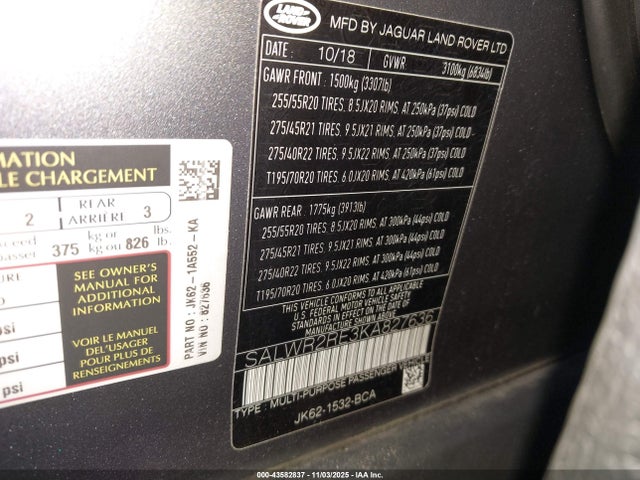 LAND-
ROVER
MFD BY JAGUAR LAND ROVER LTD
DATE: 10/18 GVWR 3100kg (6834lb)
GAWR FRONT: 1500kg (3307lb)
255/55R20 TIRES, 8.5JX20 RIMS, AT 250kPa (37psi) COLD
275/45R21 TIRES, 9.5JX21 RIMS, AT 250kPa (37psi) COLD
275/40R22 TIRES, 9.5JX22 RIMS, AT 250kPa (37psi) COLD
T195/70R20 TIRES, 6.0JX20 RIMS, AT 420kPa (61psi) COLD
GAWR REAR: 1775kg (3913lb)
255/55R20 TIRES, 8.5JX20 RIMS, AT 300kPa (44psi) COLD
275/45R21 TIRES, 9.5JX21 RIMS, AT 300kPa (44psi) COLD
275/40R22 TIRES, 9.5JX22 RIMS, AT 300kPa (44psi) COLD
T195/70R20 TIRES, 6.0JX20 RIMS, AT 420kPa (61psi) COLD
THIS VEHICLE CONFORMS TO ALL APPLICABLE
FEDERAL MOTOR VEHICLE SAFETY STANDARDS
IN EFFECT ON THE DATE OF
MANUFACTURE SHOWN ABOVE
SALWR2RE3KA827636
TYPE: MULTI-PURPOSE PASSENGER VEHICLE
JK62-1532-BCA
MATION
LE CHARGEMENT
2 REAR 3
ARRIÈRE
xceed 375 kg or 826 lb.
passer kg ou lb.
SEE OWNER'S
MANUAL FOR
ADDITIONAL
INFORMATION
VOIR LE MANUEL
DE L'USAGER
POUR PLUS DE
RENSEIGNEMENTS
psi
psi
psi
PART NO : JK62-1A552-KA
VIN NO : 827636
000-43582837 - 11/03/2025 - IAAI, Inc.